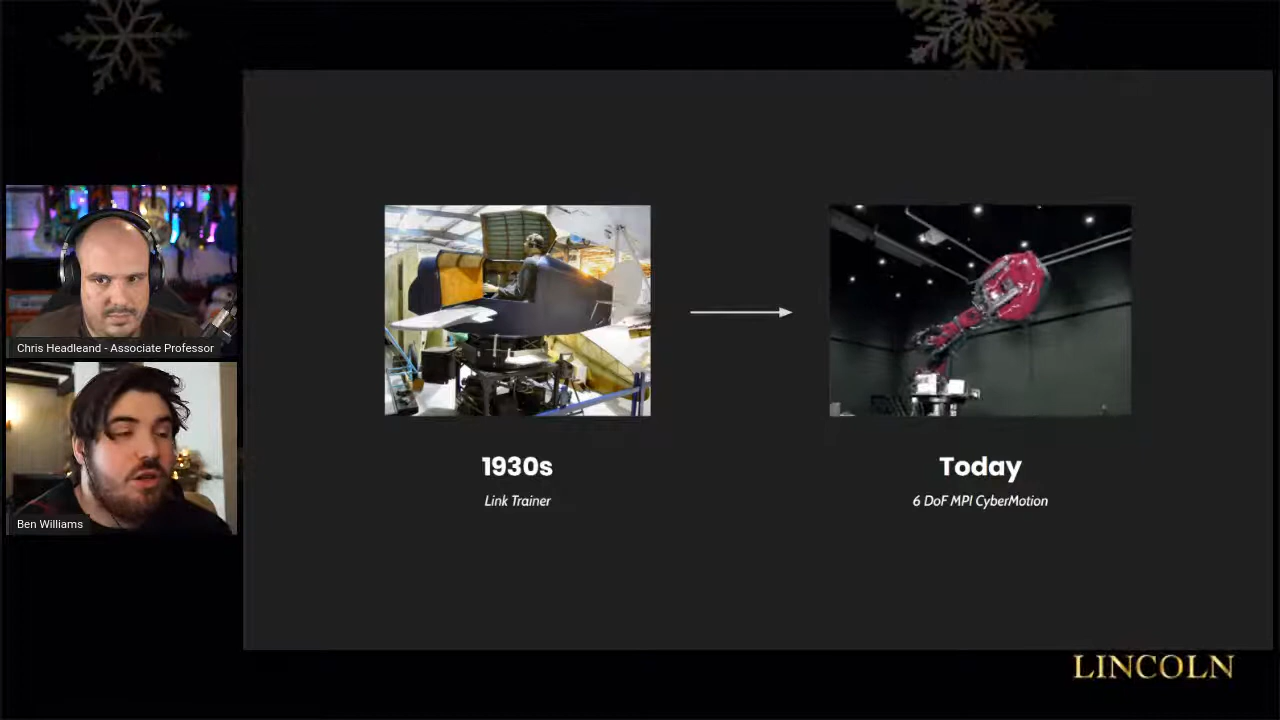 Chris Headleand - Associate Professor
Ben Williams
1930s
Link Trainer
Today
6 DoF MPI CyberMotion
LINCOLN